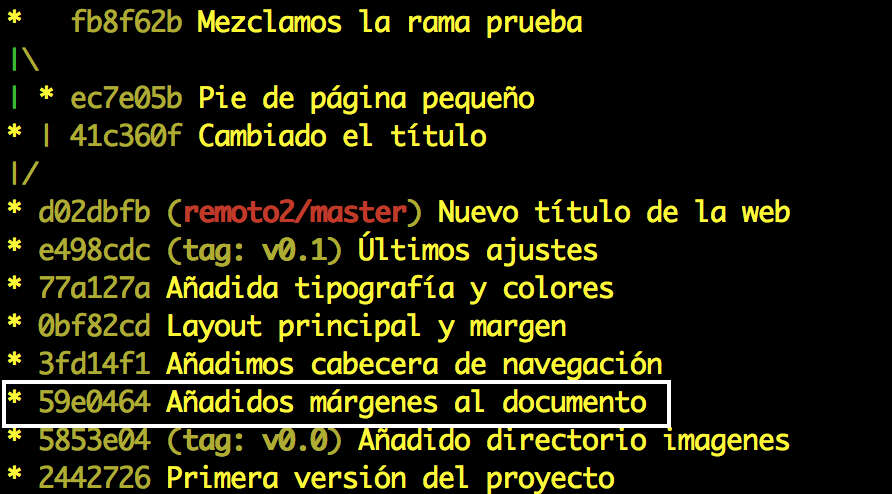 *   fb8f62b Mezclamos la rama prueba
|\
| * ec7e05b Pie de página pequeño
* | 41c360f Cambiado el título
|/
* d02dbfb (remoto2/master) Nuevo título de la web
* e498cdc (tag: v0.1) Últimos ajustes
* 77a127a Añadida tipografía y colores
* 0bf82cd Layout principal y margen
* 3fd14f1 Añadimos cabecera de navegación
* 59e0464 Añadidos márgenes al documento
* 5853e04 (tag: v0.0) Añadido directorio imagenes
* 2442726 Primera versión del proyecto